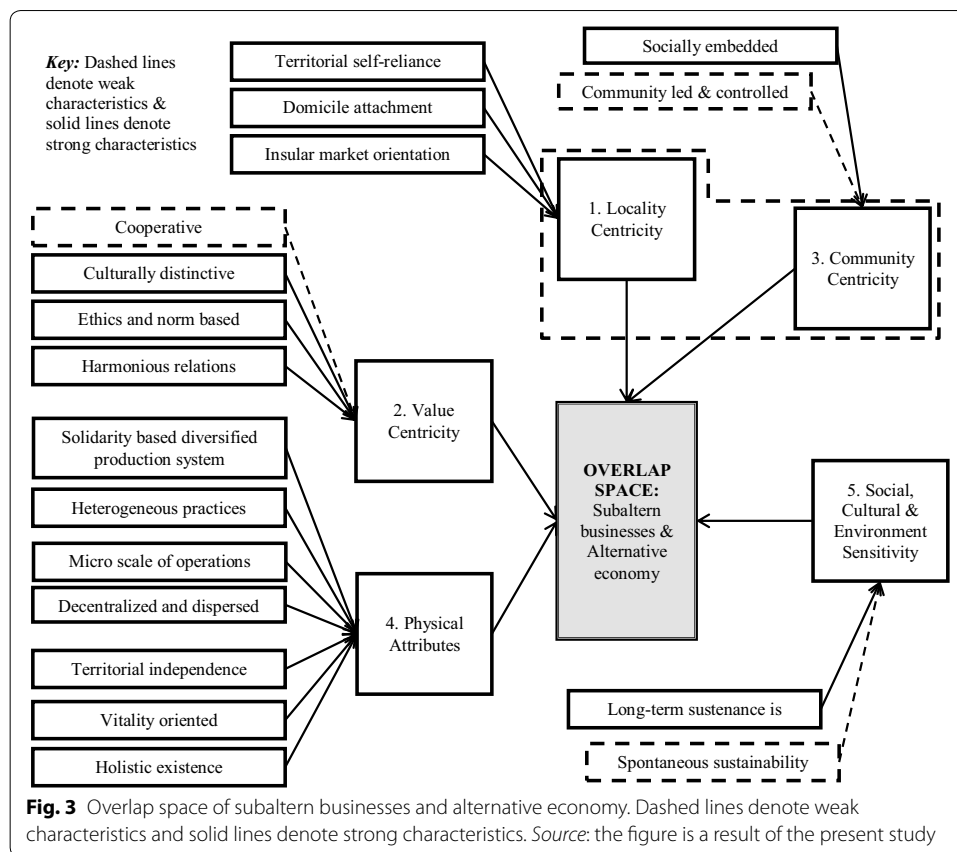 Key: Dashed lines
denote weak
characteristics &
solid lines denote
strong characteristics
Territorial self-reliance
Domicile attachment
Insular market orientation
Socially embedded
Community led & controlled
1. Locality
Centricity
3. Community
Centricity
Cooperative
Culturally distinctive
Ethics and norm based
Harmonious relations
2. Value
Centricity
Solidarity based diversified
production system
Heterogeneous practices
Micro scale of operations
Decentralized and dispersed
Territorial independence
Vitality oriented
Holistic existence
4. Physical
Attributes
OVERLAP
SPACE:
Subaltern
businesses &
Alternative
economy
5. Social,
Cultural &
Environment
Sensitivity
Long-term sustenance is
Spontaneous sustainability
Fig. 3 Overlap space of subaltern businesses and alternative economy. Dashed lines denote weak
characteristics and solid lines denote strong characteristics. Source: the figure is a result of the present study